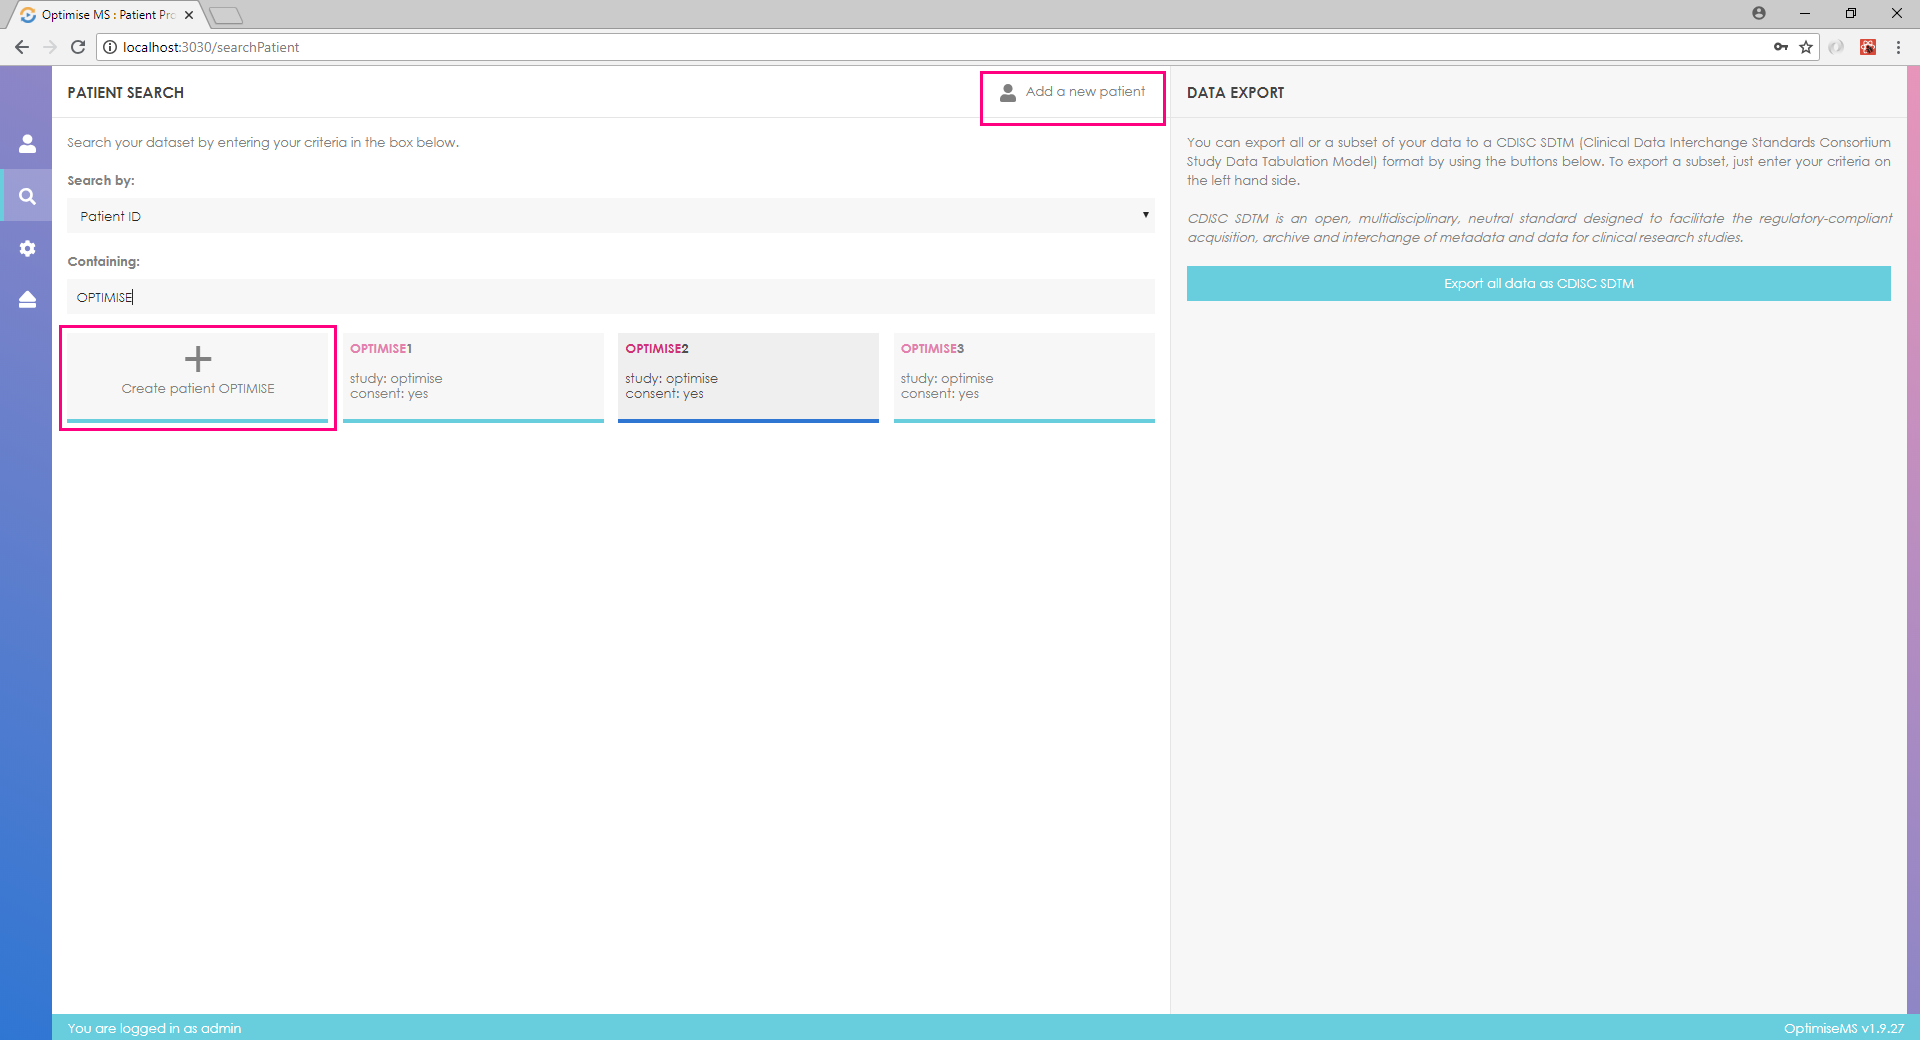 Optimise MS : Patient Pro
localhost:3030/searchPatient
PATIENT SEARCH
Add a new patient
Search your dataset by entering your criteria in the box below.
Search by:
Patient ID
Containing:
OPTIMISE
Create patient OPTIMISE
OPTIMISE1
study: optimise
consent: yes
OPTIMISE2
study: optimise
consent: yes
OPTIMISE3
study: optimise
consent: yes
DATA EXPORT
You can export all or a subset of your data to a CDISC SDTM (Clinical Data Interchange Standards Consortium
Study Data Tabulation Model) format by using the buttons below. To export a subset, just enter your criteria on
the left hand side.
CDISC SDTM is an open, multidisciplinary, neutral standard designed to facilitate the regulatory-compliant
acquisition, archive and interchange of metadata and data for clinical research studies.
Export all data as CDISC SDTM
You are logged in as admin
OptimiseMS v1.9.27